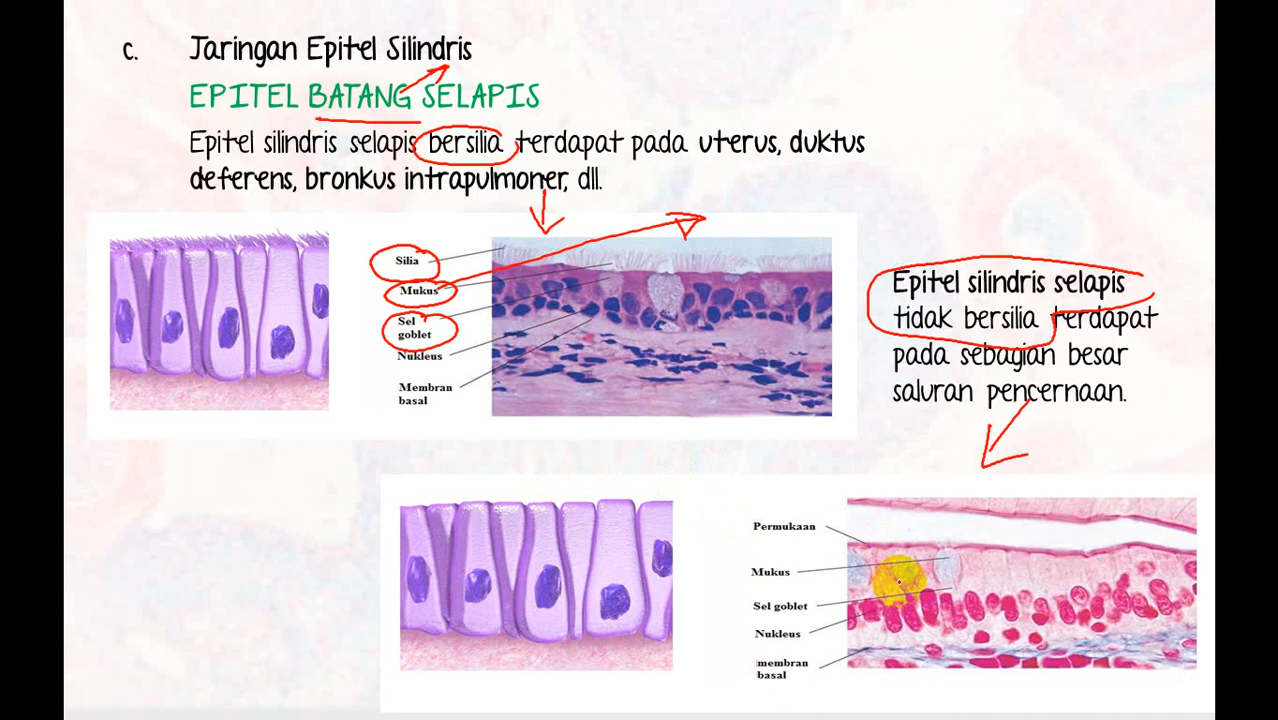 c. Jaringan Epitel Silindris
EPITEL BATANG SELAPIS
Epitel silindris selapis bersilia terdapat pada uterus, duktus
deferens, bronkus intrapulmoner, dll.
Silia
Mukus
Sel
goblet
Nukleus
Membran
basal
Epitel silindris selapis
tidak bersilia terdapat
pada sebagian besar
saluran pencernaan.
Permukaan
Mukus
Sel goblet
Nukleus
membran
basal